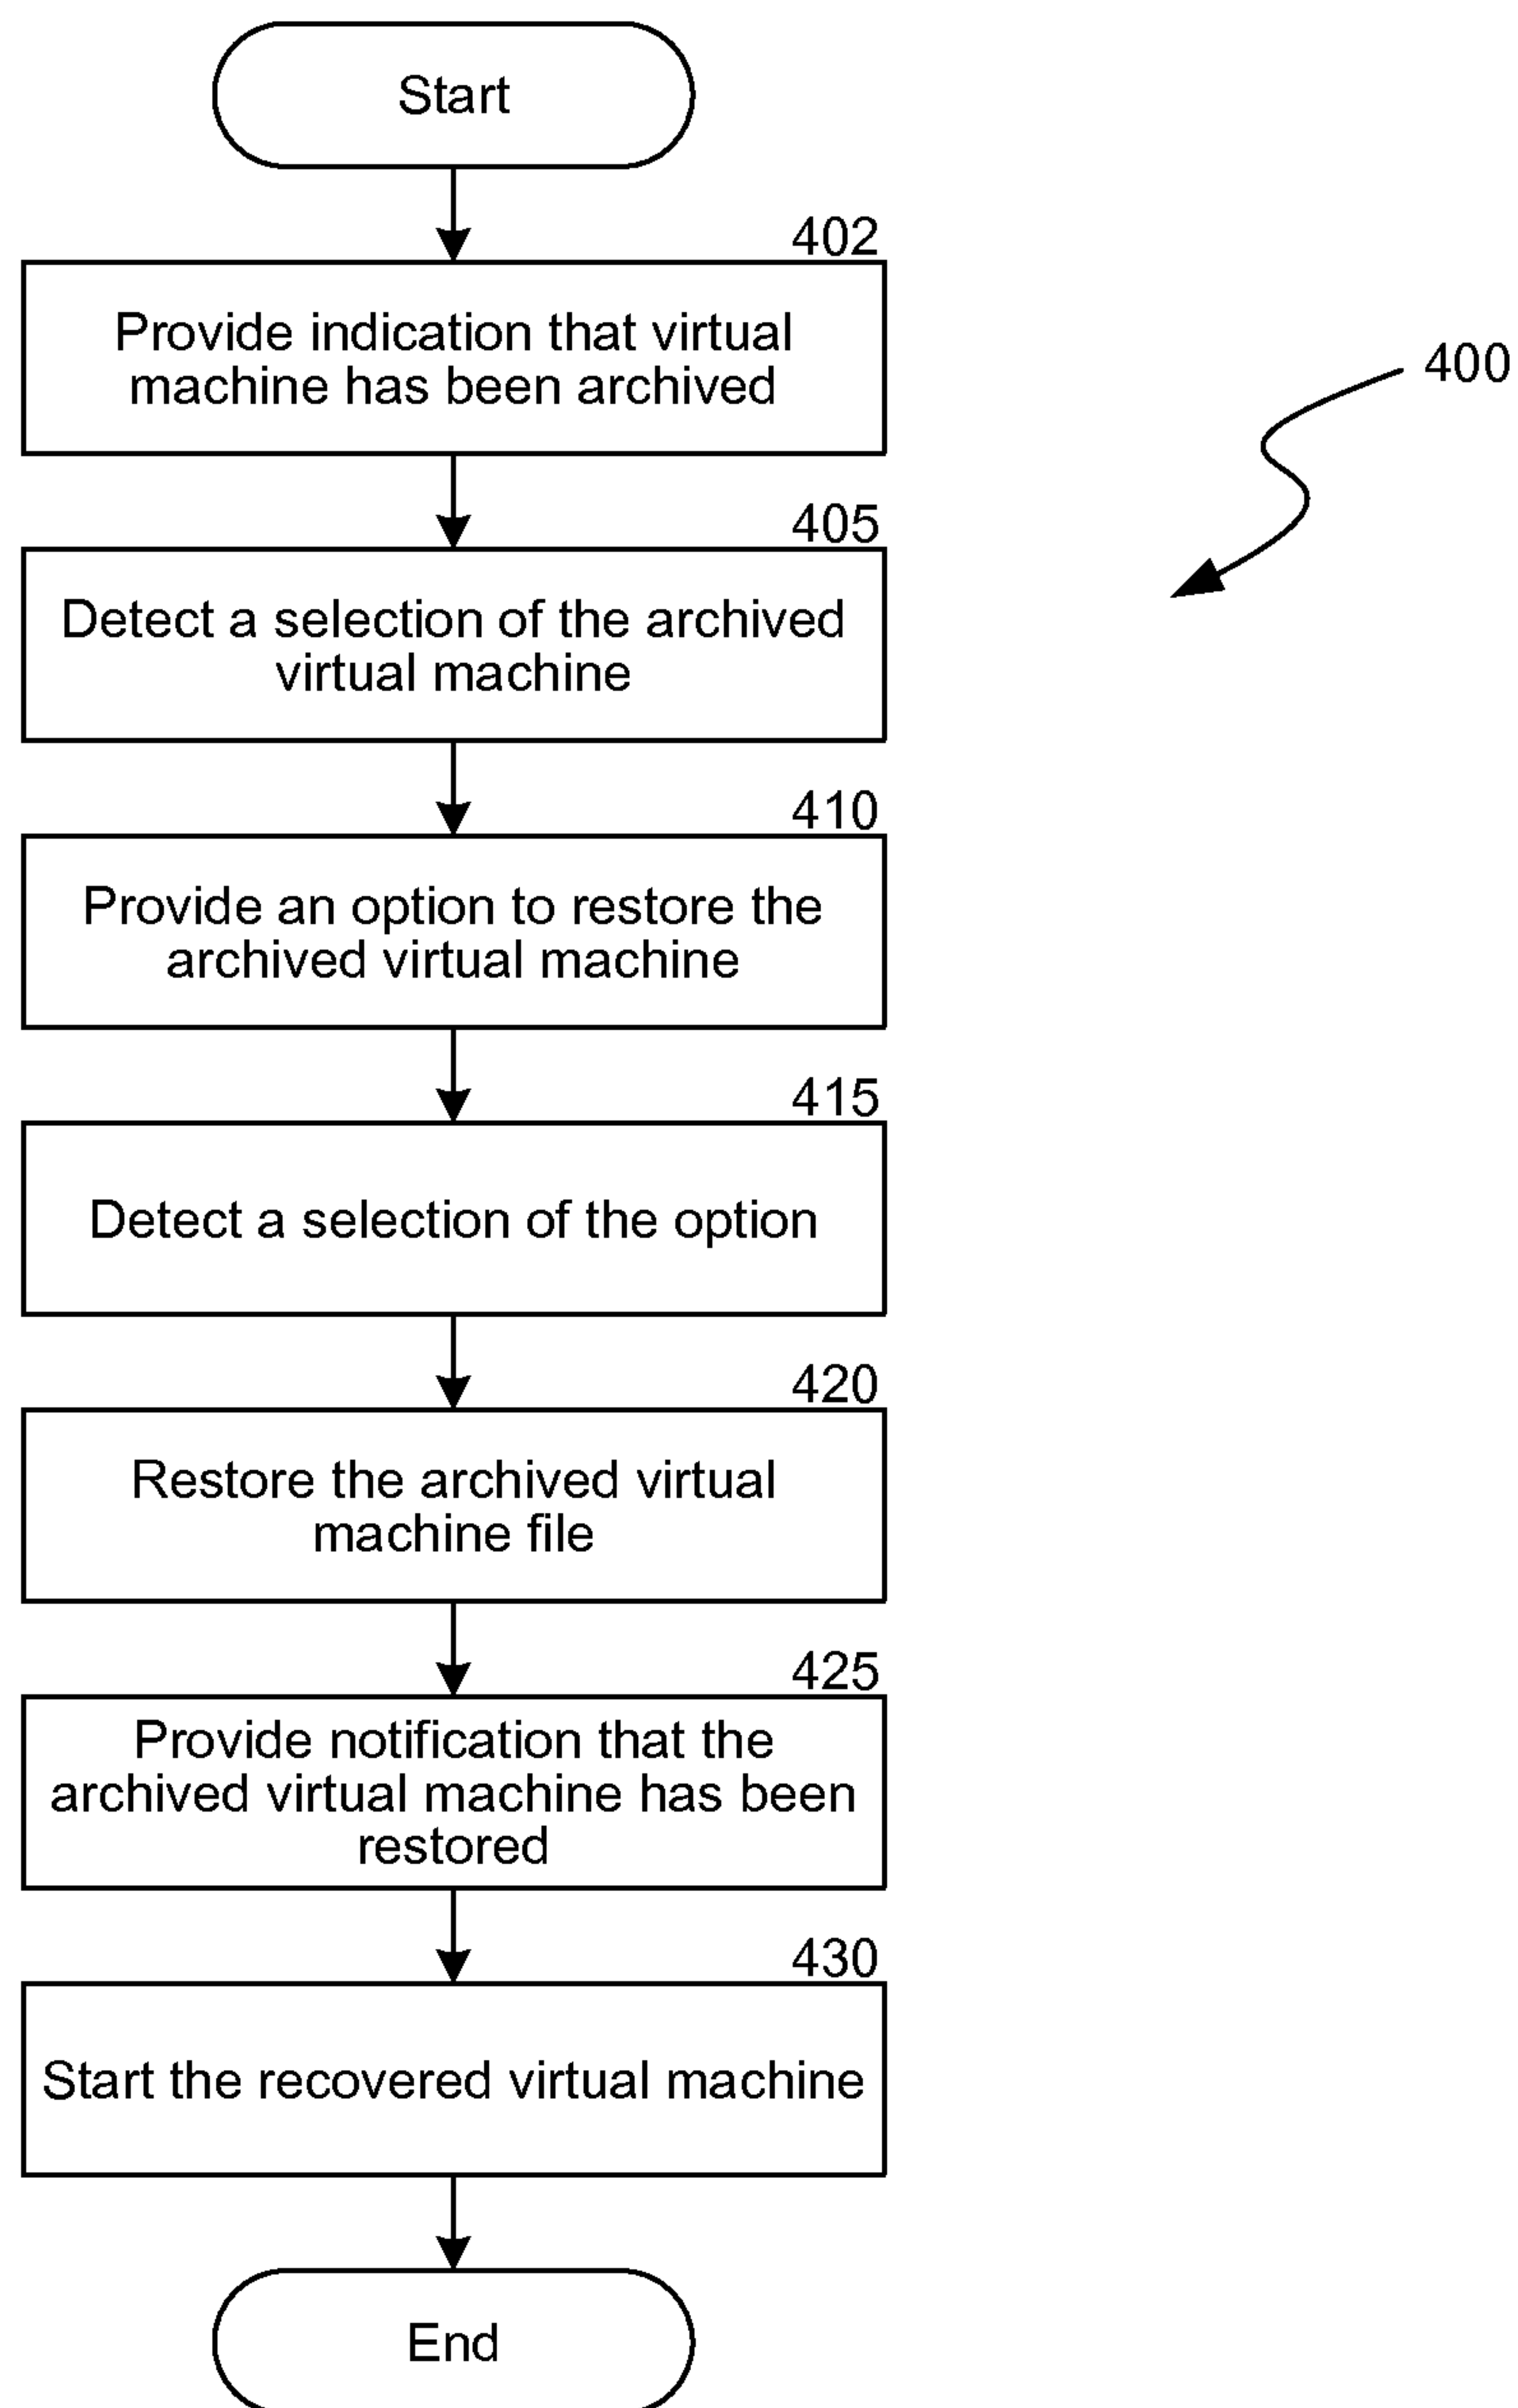 Start
402
Provide indication that virtual
machine has been archived
400
405
Detect a selection of the archived
virtual machine
410
Provide an option to restore the
archived virtual machine
415
Detect a selection of the option
420
Restore the archived virtual
machine file
425
Provide notification that the
archived virtual machine has been
restored
430
Start the recovered virtual machine
End